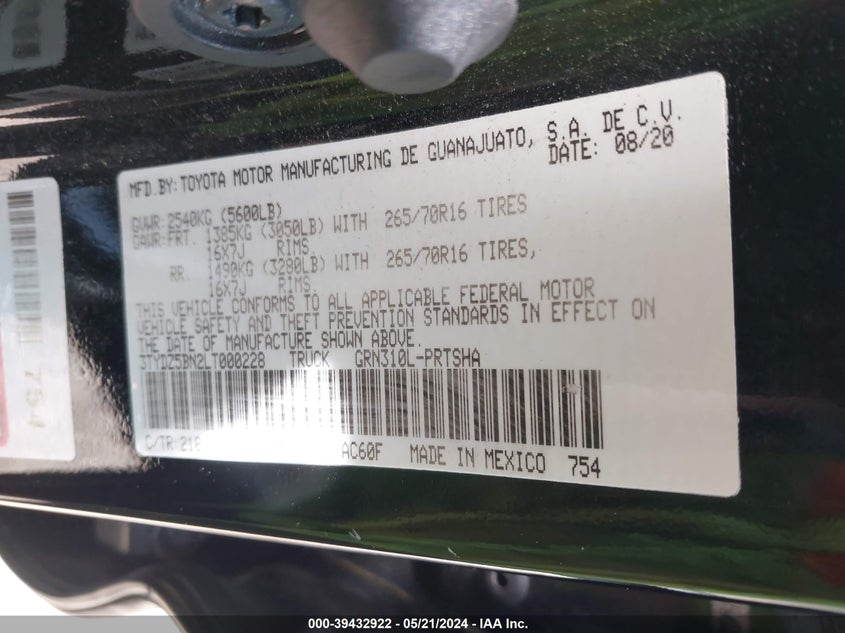 MFD.BY:TOYOTA MOTOR MANUFACTURING DE GUANAJUATO, S.A. DE C.V.
DATE: 08/20
GVWR:2540KG (5600LB)
GAWR:FRT. 1385KG (3050LB) WITH 265/70R16 TIRES
16X7J RIMS,
RR. 1490KG (3280LB) WITH 265/70R16 TIRES,
16X7J RIMS.
THIS VEHICLE CONFORMS TO ALL APPLICABLE FEDERAL MOTOR
VEHICLE SAFETY AND THEFT PREVENTION STANDARDS IN EFFECT ON
THE DATE OF MANUFACTURE SHOWN ABOVE.
3TYDZ5BN2LT000228 TRUCK GRN310L-PRTSHA
C/TR:218 AC60F MADE IN MEXICO 754
754
000-39432922 - 05/21/2024 - IAA Inc.